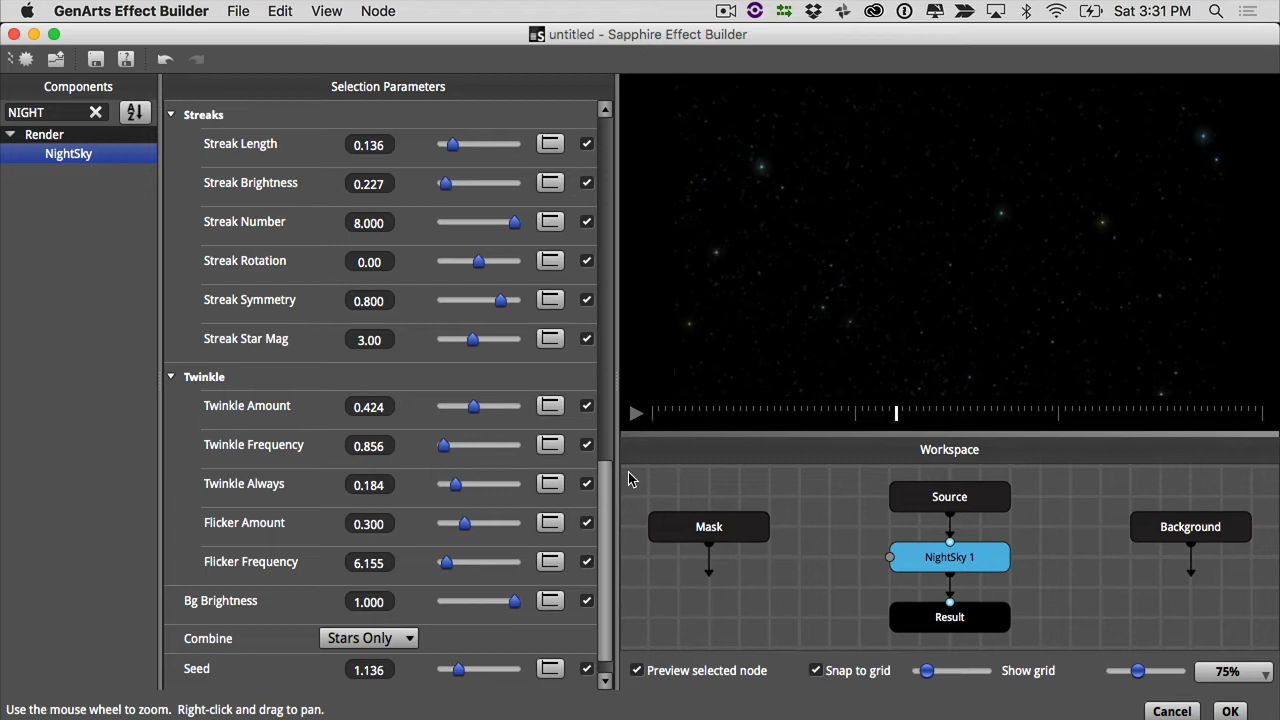 GenArts Effect Builder File Edit View Node Sat 3:31 PM
untitled - Sapphire Effect Builder
Components
NIGHT
Render
NightSky
Selection Parameters
Streaks
Streak Length 0.136
Streak Brightness 0.227
Streak Number 8.000
Streak Rotation 0.00
Streak Symmetry 0.800
Streak Star Mag 3.00
Twinkle
Twinkle Amount 0.424
Twinkle Frequency 0.856
Twinkle Always 0.184
Flicker Amount 0.300
Flicker Frequency 6.155
Bg Brightness 1.000
Combine Stars Only
Seed 1.136
Workspace
Source
Mask
Background
NightSky 1
Result
Preview selected node Snap to grid Show grid 75%
Use the mouse wheel to zoom. Right-click and drag to pan.
Cancel OK